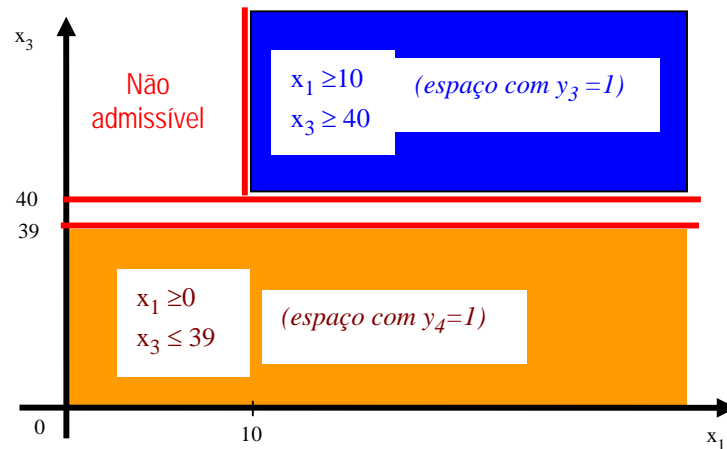 x3
Não
admissível
x1 ≥10
x3 ≥ 40
(espaço com y3 =1)
40
39
x1 ≥0
x3 ≤ 39
(espaço com y4=1)
0
10
x1